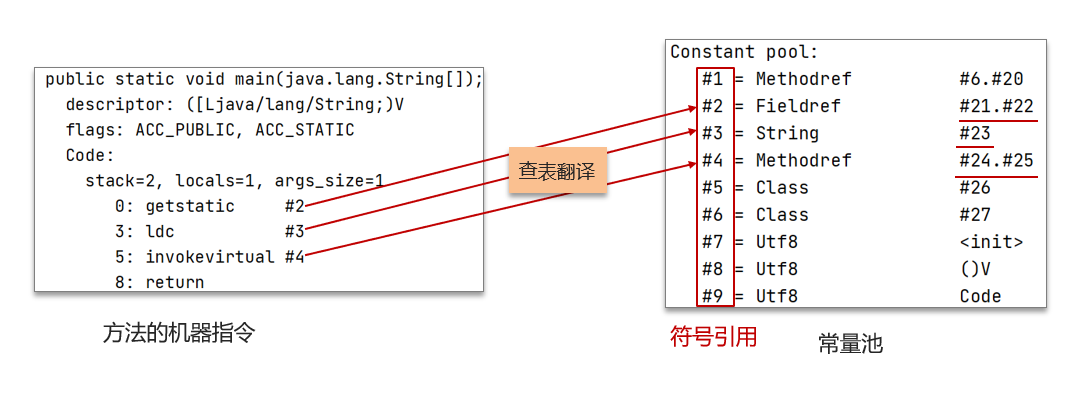 public static void main(java.lang.String[]);
descriptor: ([Ljava/lang/String;)V
flags: ACC_PUBLIC, ACC_STATIC
Code:
stack=2, locals=1, args_size=1
0: getstatic #2
3: ldc #3
5: invokevirtual #4
8: return
方法的机器指令
查表翻译
Constant pool:
#1 = Methodref #6.#20
#2 = Fieldref #21.#22
#3 = String #23
#4 = Methodref #24.#25
#5 = Class #26
#6 = Class #27
#7 = Utf8 <init>
#8 = Utf8 ()V
#9 = Utf8 Code
符号引用
常量池